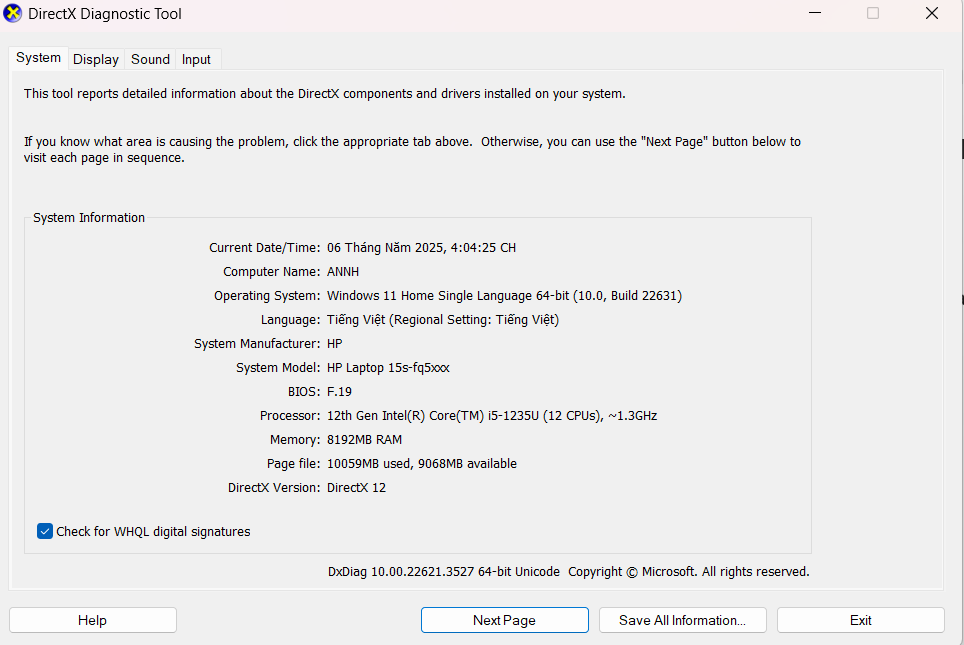 DirectX Diagnostic Tool
System Display Sound Input
This tool reports detailed information about the DirectX components and drivers installed on your system.
If you know what area is causing the problem, click the appropriate tab above.  Otherwise, you can use the "Next Page" button below to
visit each page in sequence.
System Information
Current Date/Time: 06 Tháng Năm 2025, 4:04:25 CH
Computer Name: ANNH
Operating System: Windows 11 Home Single Language 64-bit (10.0, Build 22631)
Language: Tiếng Việt (Regional Setting: Tiếng Việt)
System Manufacturer: HP
System Model: HP Laptop 15s-fq5xxx
BIOS: F.19
Processor: 12th Gen Intel(R) Core(TM) i5-1235U (12 CPUs), ~1.3GHz
Memory: 8192MB RAM
Page file: 10059MB used, 9068MB available
DirectX Version: DirectX 12
Check for WHQL digital signatures
DxDiag 10.00.22621.3527 64-bit Unicode  Copyright © Microsoft. All rights reserved.
Help Next Page Save All Information... Exit